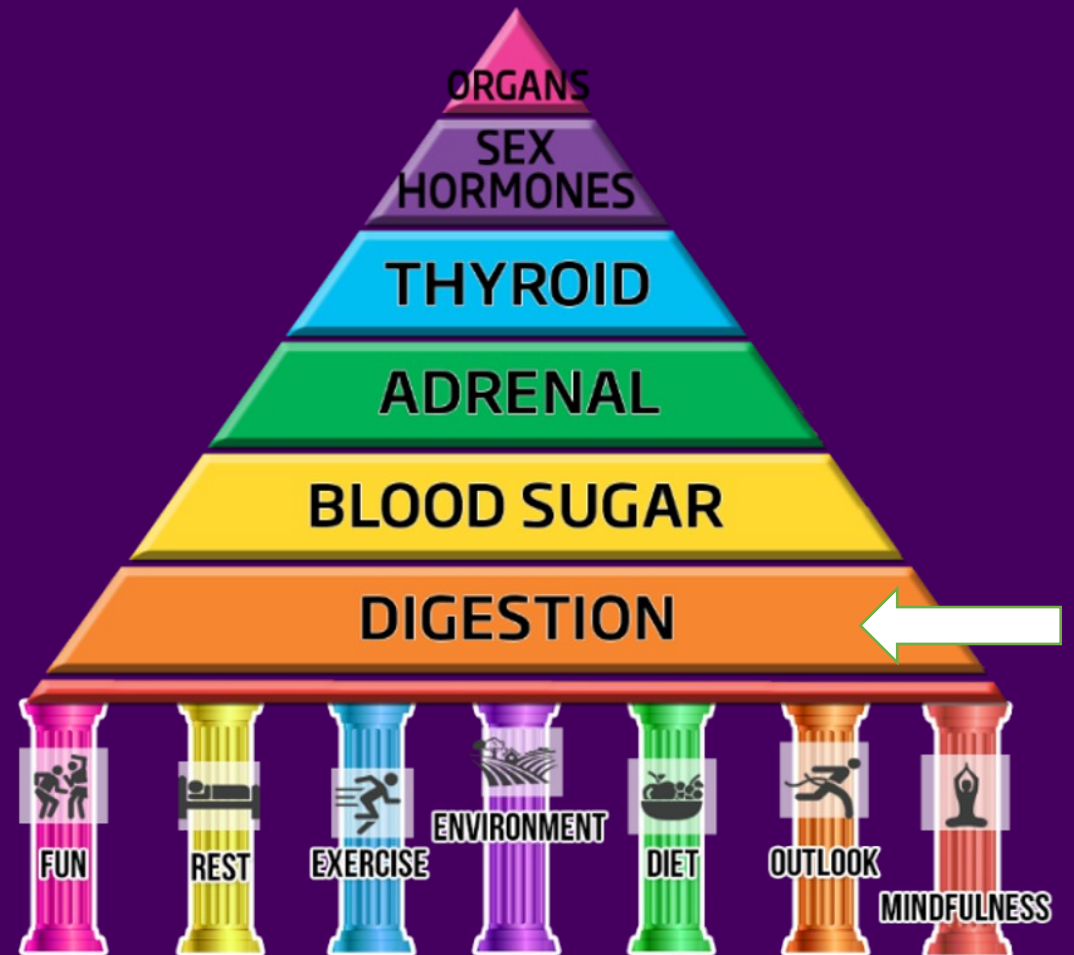 ORGANS
SEX
HORMONES
THYROID
ADRENAL
BLOOD SUGAR
DIGESTION
FUN
REST
EXERCISE
ENVIRONMENT
DIET
OUTLOOK
MINDFULNESS